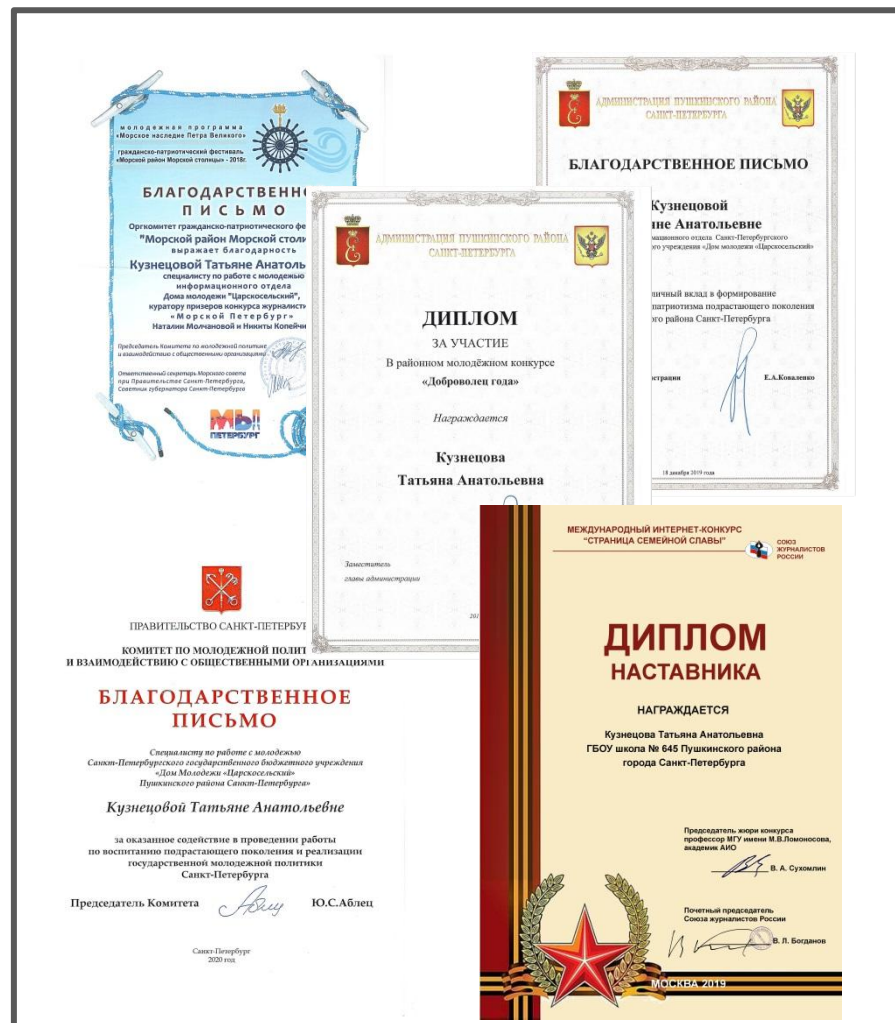 молодежная программа
«Морское наследие Петра Великого»
гражданско-патриотический фестиваль
«Морской район Морской столицы» - 2018г.
БЛАГОДАРСТВЕННО
ПИСЬМО
Оргкомитет гражданско-патриотического фе
"Морской район Морской столи
выражает благодарность
Кузнецовой Татьяне Анатоль
специалисту по работе с молодежью
информационного отдела
Дома молодежи "Царскосельский",
куратору призеров конкурса журналисти
«Морской Петербург»
Наталии Молчановой и Никиты Копейчи
Председатель Комитета по молодежной политике
и взаимодействию с общественными организациями
Ответственный секретарь Морского совета
при Правительстве Санкт-Петербурга,
Советник губернатора Санкт-Петербурга
МЫ
ПЕТЕРБУРГ
АДМИНИСТРАЦИЯ ПУШКИНСКОГО РАЙОНА
САНКТ-ПЕТЕРБУРГА
БЛАГОДАРСТВЕННОЕ ПИСЬМО
Кузнецовой
не Анатольевне
мационного отдела Санкт-Петербургского
го учреждения «Дом молодежи «Царскосельский»
личный вклад в формирование
патриотизма подрастающего поколения
го района Санкт-Петербурга
страции Е.А.Коваленко
18 декабря 2019 года
АДМИНИСТРАЦИЯ ПУШКИНСКОГО РАЙОНА
САНКТ-ПЕТЕРБУРГА
ДИПЛОМ
ЗА УЧАСТИЕ
В районном молодёжном конкурсе
«Доброволец года»
Награждается
Кузнецова
Татьяна Анатольевна
Заместитель
главы администрации
201
ПРАВИТЕЛЬСТВО САНКТ-ПЕТЕРБУР
КОМИТЕТ ПО МОЛОДЕЖНОЙ ПОЛИТ
И ВЗАИМОДЕЙСТВИЮ С ОБЩЕСТВЕННЫМИ ОРГАНИЗАЦИЯМИ
БЛАГОДАРСТВЕННОЕ
ПИСЬМО
Специалисту по работе с молодежью
Санкт-Петербургского государственного бюджетного учреждения
«Дом Молодежи «Царскосельский»
Пушкинского района Санкт-Петербурга»
Кузнецовой Татьяне Анатольевне
за оказанное содействие в проведении работы
по воспитанию подрастающего поколения и реализации
государственной молодежной политики
Санкт-Петербурга
Председатель Комитета Ю.С.Аблец
Санкт-Петербург
2020 год
МЕЖДУНАРОДНЫЙ ИНТЕРНЕТ-КОНКУРС
"СТРАНИЦА СЕМЕЙНОЙ СЛАВЫ"
СОЮЗ
ЖУРНАЛИСТОВ
РОССИИ
ДИПЛОМ
НАСТАВНИКА
НАГРАЖДАЕТСЯ
Кузнецова Татьяна Анатольевна
ГБОУ школа № 645 Пушкинского района
города Санкт-Петербурга
Председатель жюри конкурса
профессор МГУ имени М.В.Ломоносова,
академик АИО
В. А. Сухомлин
Почетный председатель
Союза журналистов России
В. Л. Богданов
МОСКВА 2019